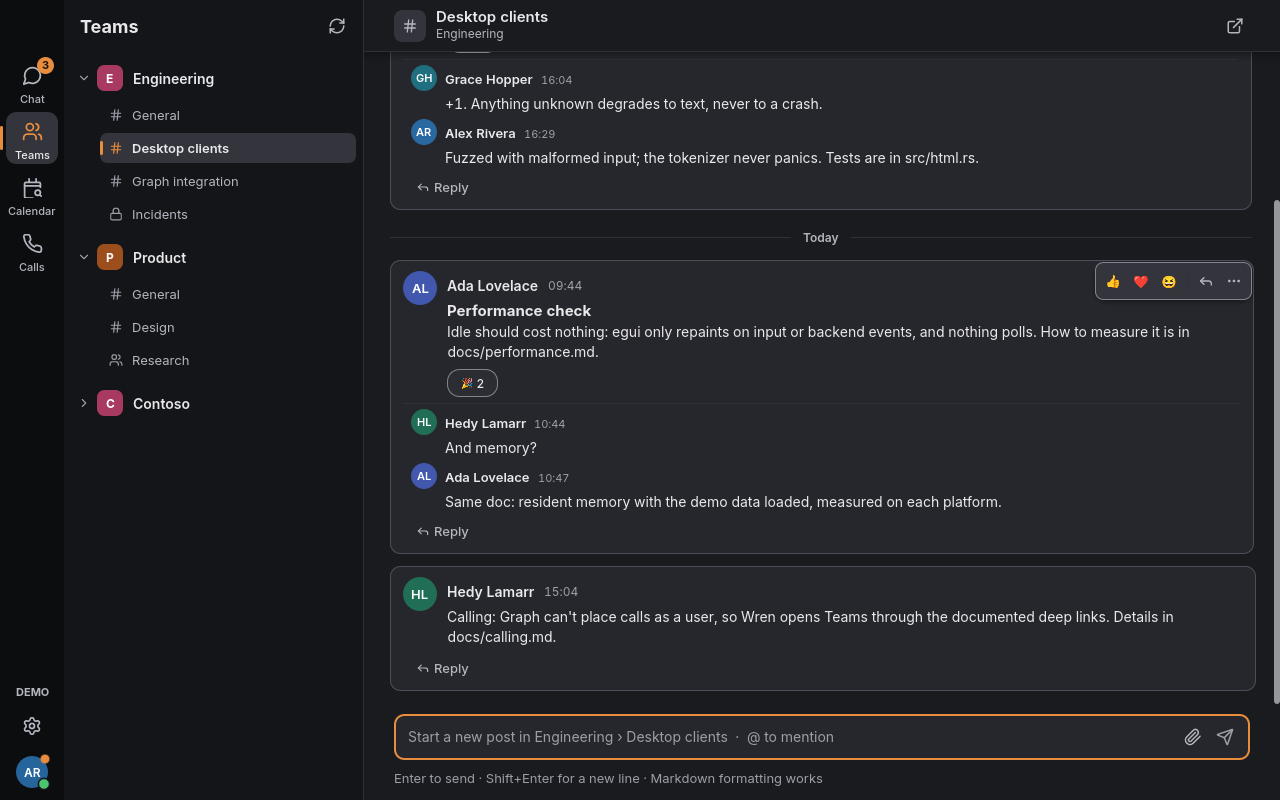 3
Chat
Teams
Calendar
Calls
DEMO
AR
Teams
E Engineering
General
Desktop clients
Graph integration
Incidents
P Product
General
Design
Research
C Contoso
Desktop clients
Engineering
GH Grace Hopper 16:04
+1. Anything unknown degrades to text, never to a crash.
AR Alex Rivera 16:29
Fuzzed with malformed input; the tokenizer never panics. Tests are in src/html.rs.
Reply
Today
AL Ada Lovelace 09:44
Performance check
Idle should cost nothing: egui only repaints on input or backend events, and nothing polls. How to measure it is in
docs/performance.md.
🎉 2
HL Hedy Lamarr 10:44
And memory?
AL Ada Lovelace 10:47
Same doc: resident memory with the demo data loaded, measured on each platform.
Reply
HL Hedy Lamarr 15:04
Calling: Graph can't place calls as a user, so Wren opens Teams through the documented deep links. Details in
docs/calling.md.
Reply
Start a new post in Engineering › Desktop clients · @ to mention
Enter to send · Shift+Enter for a new line · Markdown formatting works